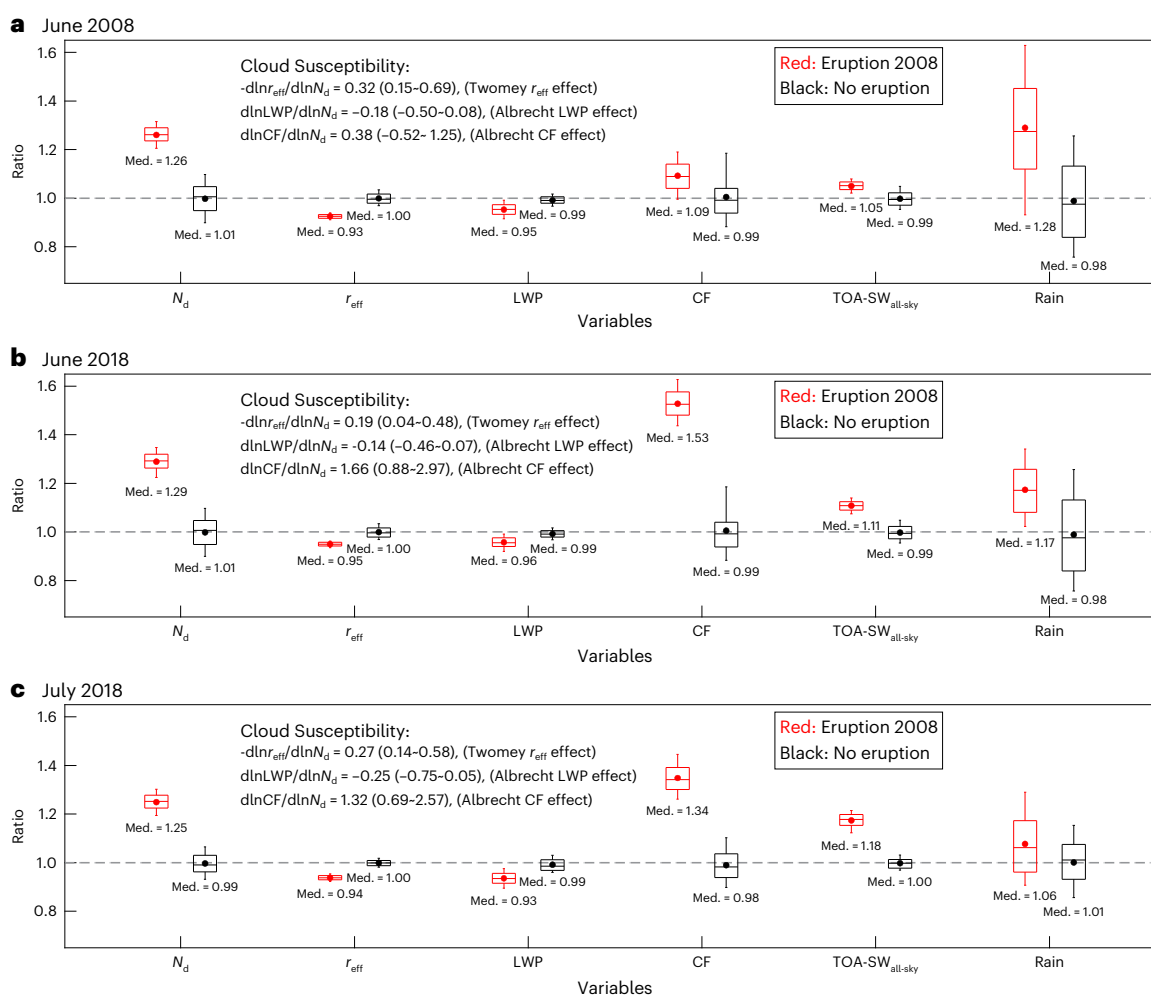 a June 2008
1.6
1.4
1.2
1.0
0.8
Ratio
Cloud Susceptibility:
-dlnr_eff/dlnN_d = 0.32 (0.15~0.69), (Twomey r_eff effect)
dlnLWP/dlnN_d = −0.18 (−0.50~0.08), (Albrecht LWP effect)
dlnCF/dlnN_d = 0.38 (−0.52~ 1.25), (Albrecht CF effect)
Red: Eruption 2008
Black: No eruption
Med. = 1.26
Med. = 1.01
Med. = 0.93
Med. = 1.00
Med. = 0.95
Med. = 0.99
Med. = 1.09
Med. = 0.99
Med. = 1.05
Med. = 0.99
Med. = 1.28
Med. = 0.98
N_d r_eff LWP CF TOA-SW_all-sky Rain
Variables
b June 2018
1.6
1.4
1.2
1.0
0.8
Ratio
Cloud Susceptibility:
-dlnr_eff/dlnN_d = 0.19 (0.04~0.48), (Twomey r_eff effect)
dlnLWP/dlnN_d = -0.14 (−0.46~0.07), (Albrecht LWP effect)
dlnCF/dlnN_d = 1.66 (0.88~2.97), (Albrecht CF effect)
Red: Eruption 2008
Black: No eruption
Med. = 1.29
Med. = 1.01
Med. = 0.95
Med. = 1.00
Med. = 0.96
Med. = 0.99
Med. = 1.53
Med. = 0.99
Med. = 1.11
Med. = 0.99
Med. = 1.17
Med. = 0.98
N_d r_eff LWP CF TOA-SW_all-sky Rain
Variables
c July 2018
1.6
1.4
1.2
1.0
0.8
Ratio
Cloud Susceptibility:
-dlnr_eff/dlnN_d = 0.27 (0.14~0.58), (Twomey r_eff effect)
dlnLWP/dlnN_d = −0.25 (−0.75~0.05), (Albrecht LWP effect)
dlnCF/dlnN_d = 1.32 (0.69~2.57), (Albrecht CF effect)
Red: Eruption 2008
Black: No eruption
Med. = 1.25
Med. = 0.99
Med. = 0.94
Med. = 1.00
Med. = 0.93
Med. = 0.99
Med. = 1.34
Med. = 0.98
Med. = 1.18
Med. = 1.00
Med. = 1.06
Med. = 1.01
N_d r_eff LWP CF TOA-SW_all-sky Rain
Variables